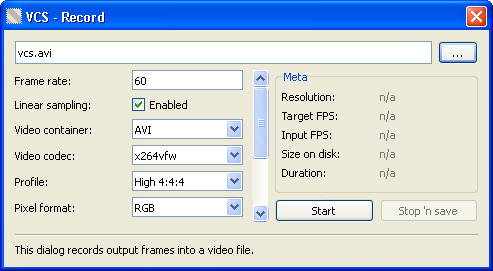 VCS - Record
vcs.avi
...
Frame rate: 60
Linear sampling: Enabled
Video container: AVI
Video codec: x264vfw
Profile: High 4:4:4
Pixel format: RGB
Meta
Resolution: n/a
Target FPS: n/a
Input FPS: n/a
Size on disk: n/a
Duration: n/a
Start
Stop 'n save
This dialog records output frames into a video file.